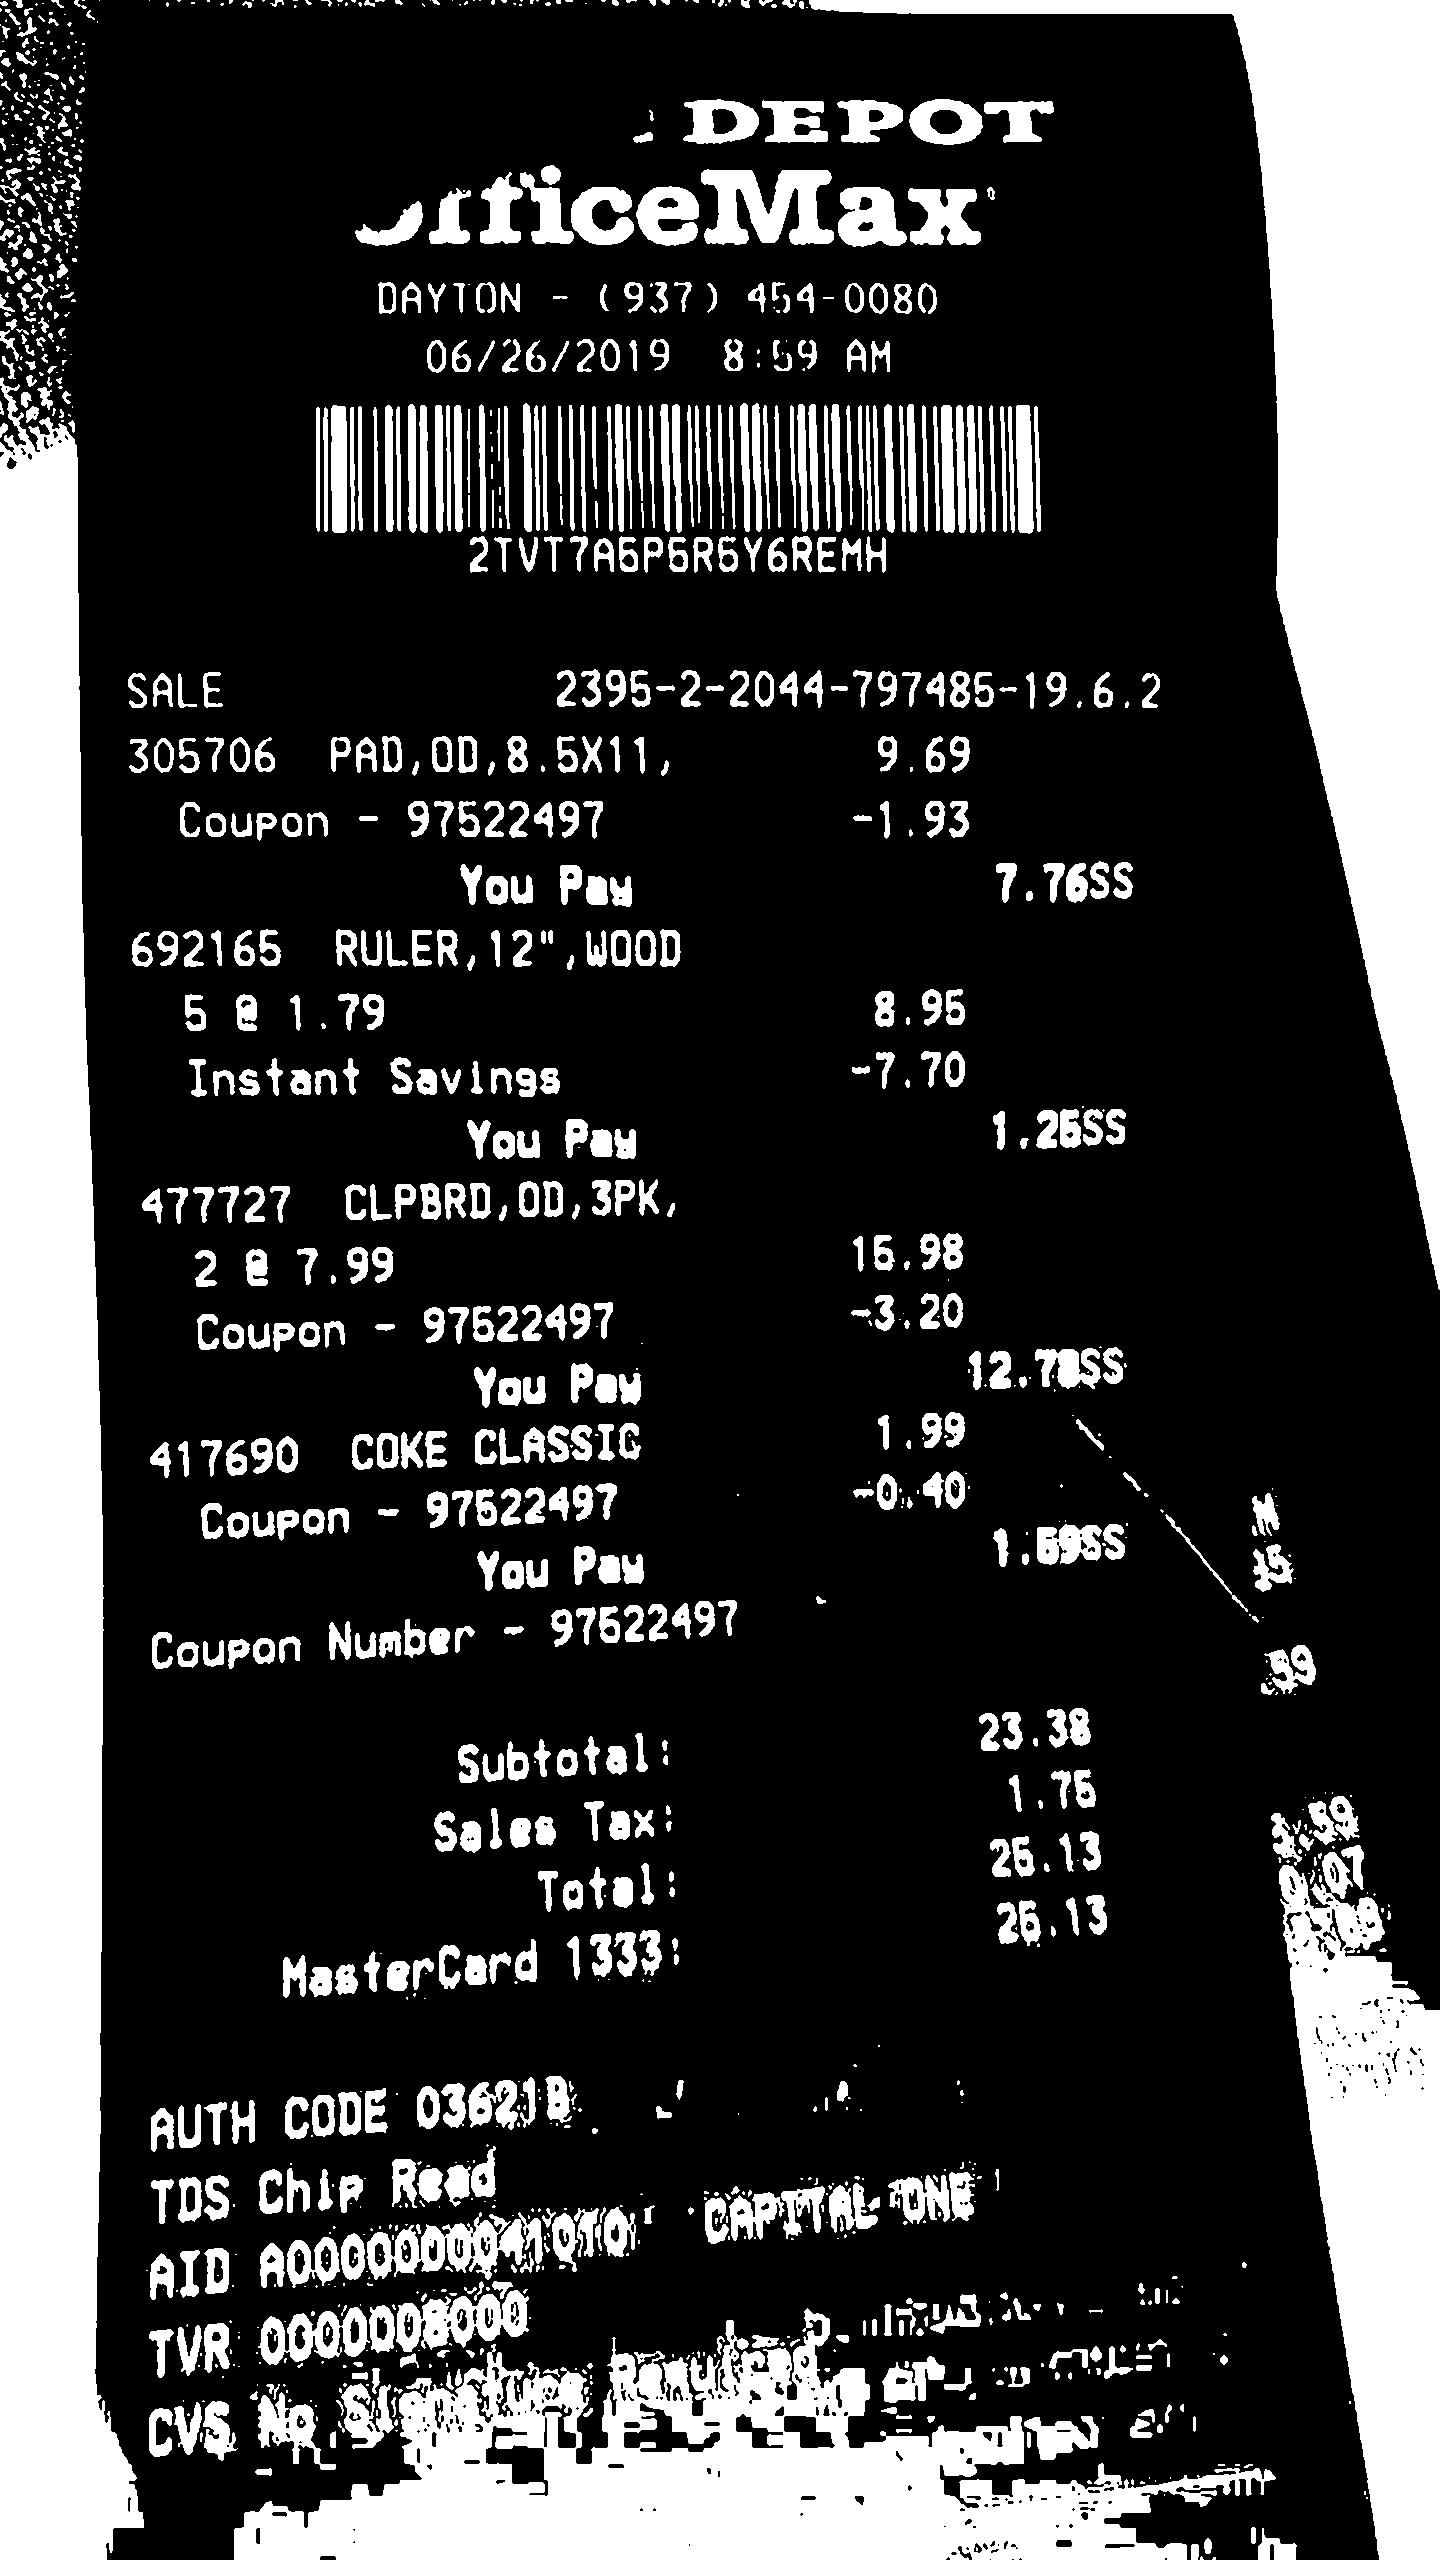 DEPOT
OfficeMax
DAYTON - (937) 454-0080
06/26/2019 8:59 AM
2TVT7A5P5R5Y6REMH
SALE 2395-2-2044-797485-19.6.2
305706 PAD,OD,8.5X11, 9.69
Coupon - 97522497 -1.93
You Pay 7.76SS
692165 RULER,12",WOOD
5 @ 1.79 8.95
Instant Savings -7.70
You Pay 1.25SS
477727 CLPBRD,OD,3PK,
2 @ 7.99 15.98
Coupon - 97522497 -3.20
You Pay 12.78SS
417690 COKE CLASSIC 1.99
Coupon - 97522497 -0.40
You Pay 1.59SS
Coupon Number - 97522497
Subtotal: 23.38
Sales Tax: 1.75
Total: 25.13
MasterCard 1333: 25.13
AUTH CODE 03621B
TDS Chip Read
AID A0000000041010 CAPITAL ONE
TVR 0000008000
CVS No Signature Required